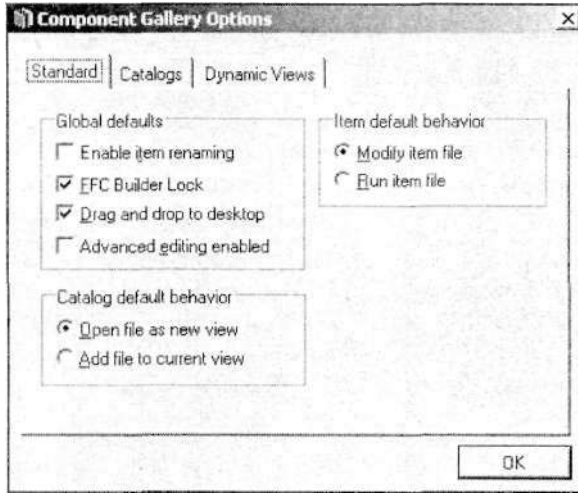 Component Gallery Options
Standard Catalogs Dynamic Views
Global defaults
Enable item renaming
FFC Builder Lock
Drag and drop to desktop
Advanced editing enabled
Item default behavior
Modify item file
Run item file
Catalog default behavior
Open file as new view
Add file to current view
OK